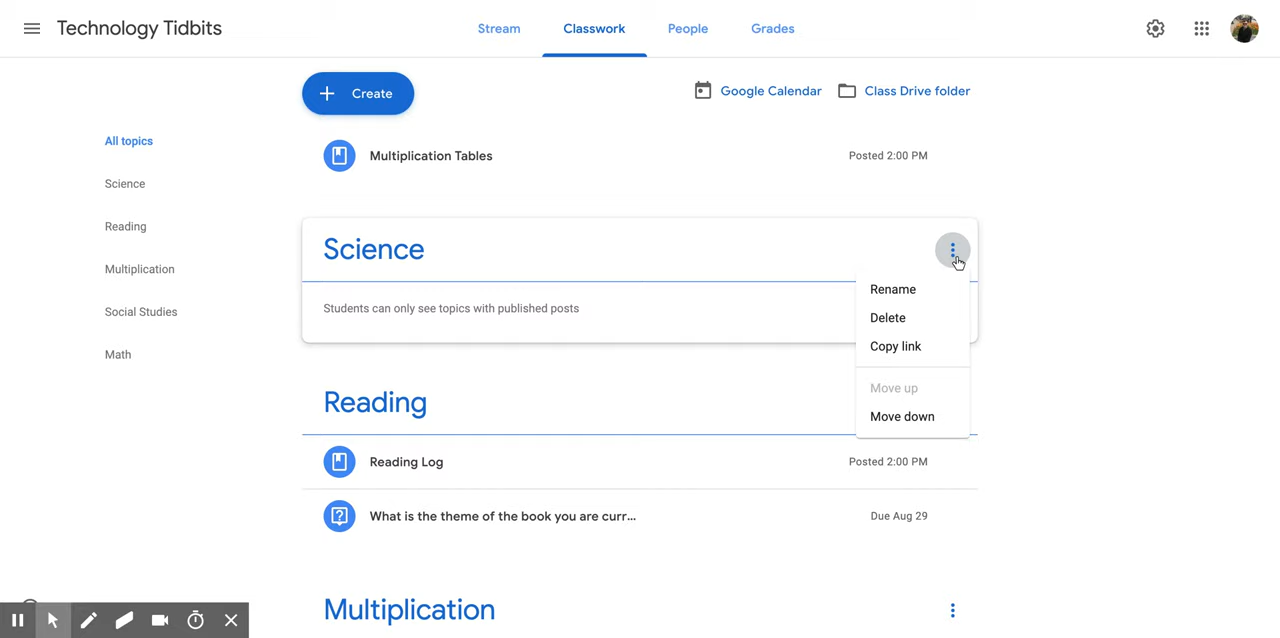 Technology Tidbits
Stream
Classwork
People
Grades
Create
Google Calendar
Class Drive folder
All topics
Science
Reading
Multiplication
Social Studies
Math
Multiplication Tables
Posted 2:00 PM
Science
Students can only see topics with published posts
Rename
Delete
Copy link
Move up
Move down
Reading
Reading Log
Posted 2:00 PM
What is the theme of the book you are curr...
Due Aug 29
Multiplication